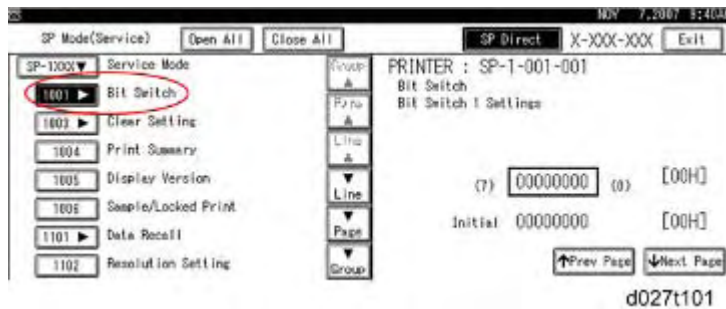 NOV 7.2007 8:40AM
SP Mode(Service) Open All Close All SP Direct X-XXX-XXX Exit
SP-1XXX▼ Service Mode
1001 ▶ Bit Switch
1003 ▶ Clear Setting
1004 Print Summary
1005 Display Version
1006 Sample/Locked Print
1101 ▶ Data Recall
1102 Resolution Setting
Group
Page
Line
Line
Page
Group
PRINTER : SP-1-001-001
Bit Switch
Bit Switch 1 Settings
(7) 00000000 (0) [00H]
Initial 00000000 [00H]
↑Prev Page ↓Next Page
d027t101